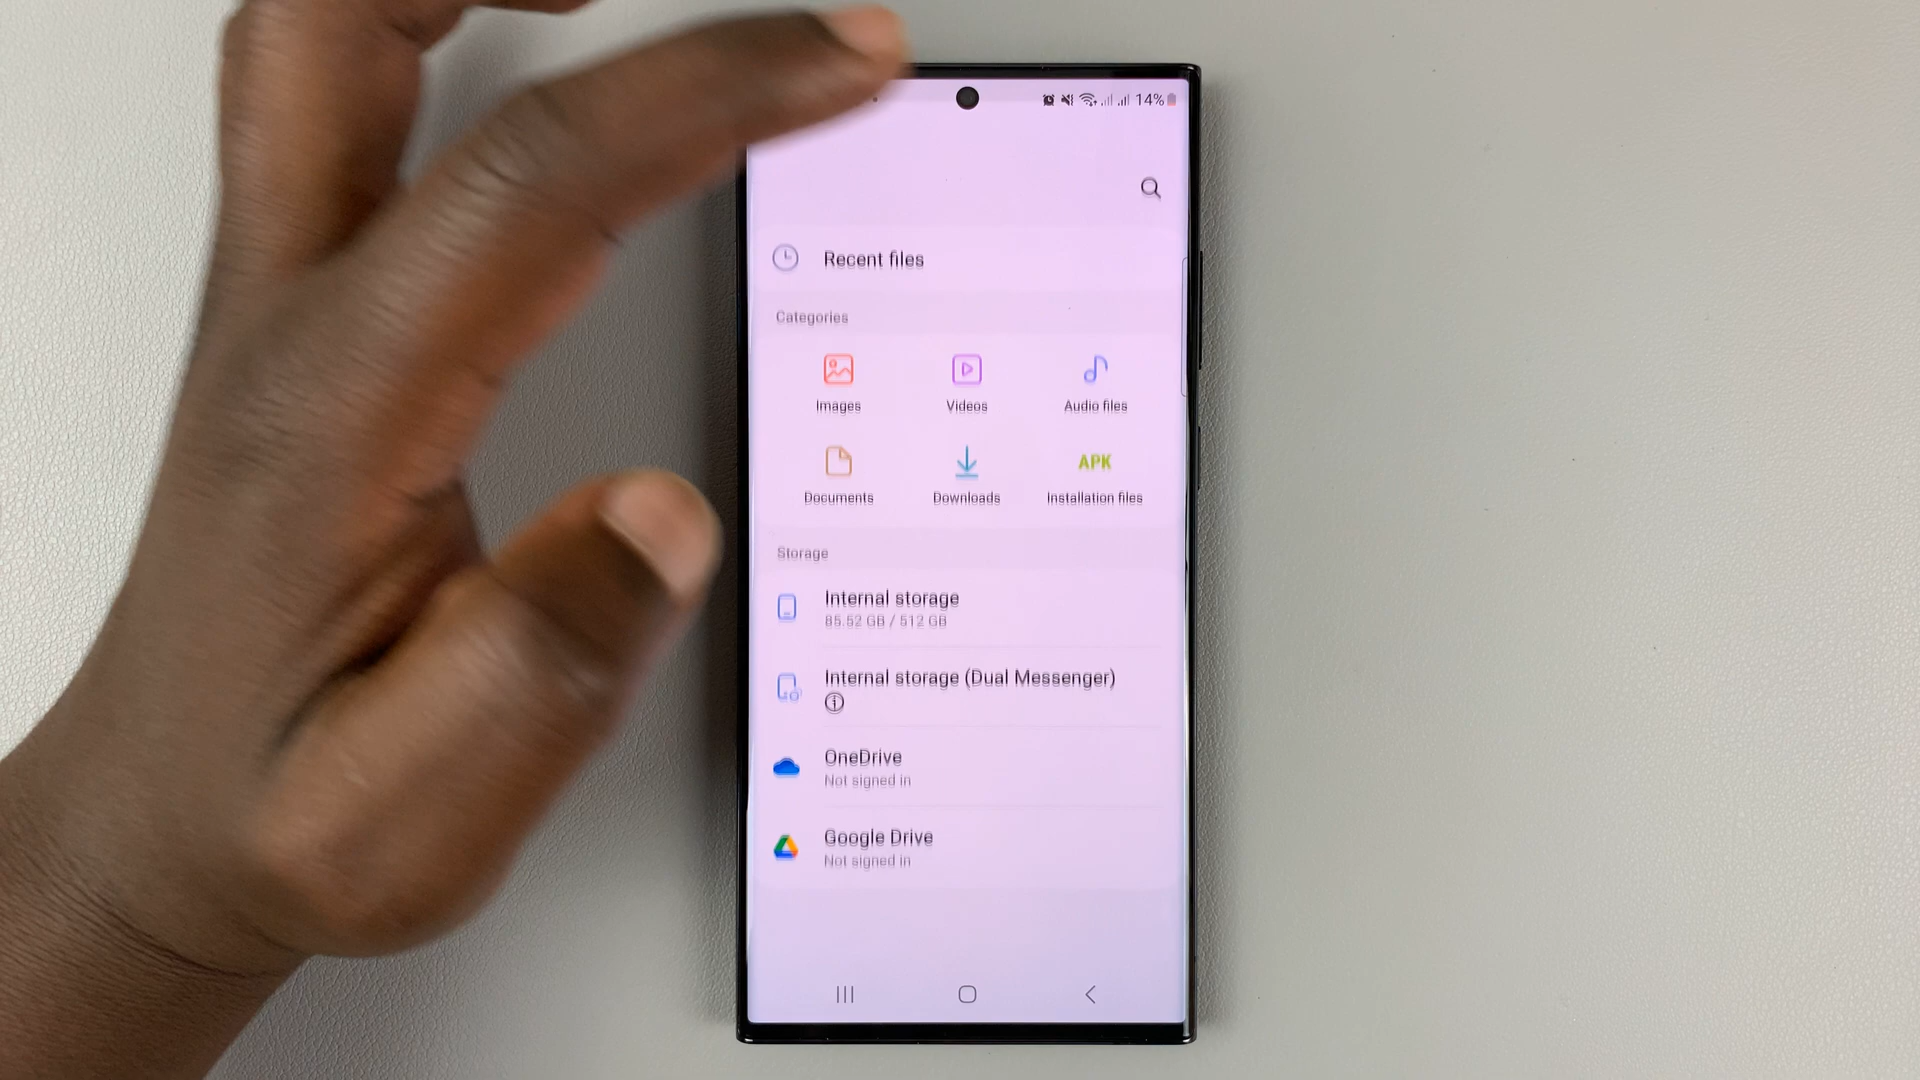 14%
Recent files
Categories
Images Videos Audio files
APK
Documents Downloads Installation files
Storage
Internal storage
85.52 GB / 512 GB
Internal storage (Dual Messenger)
OneDrive
Not signed in
Google Drive
Not signed in